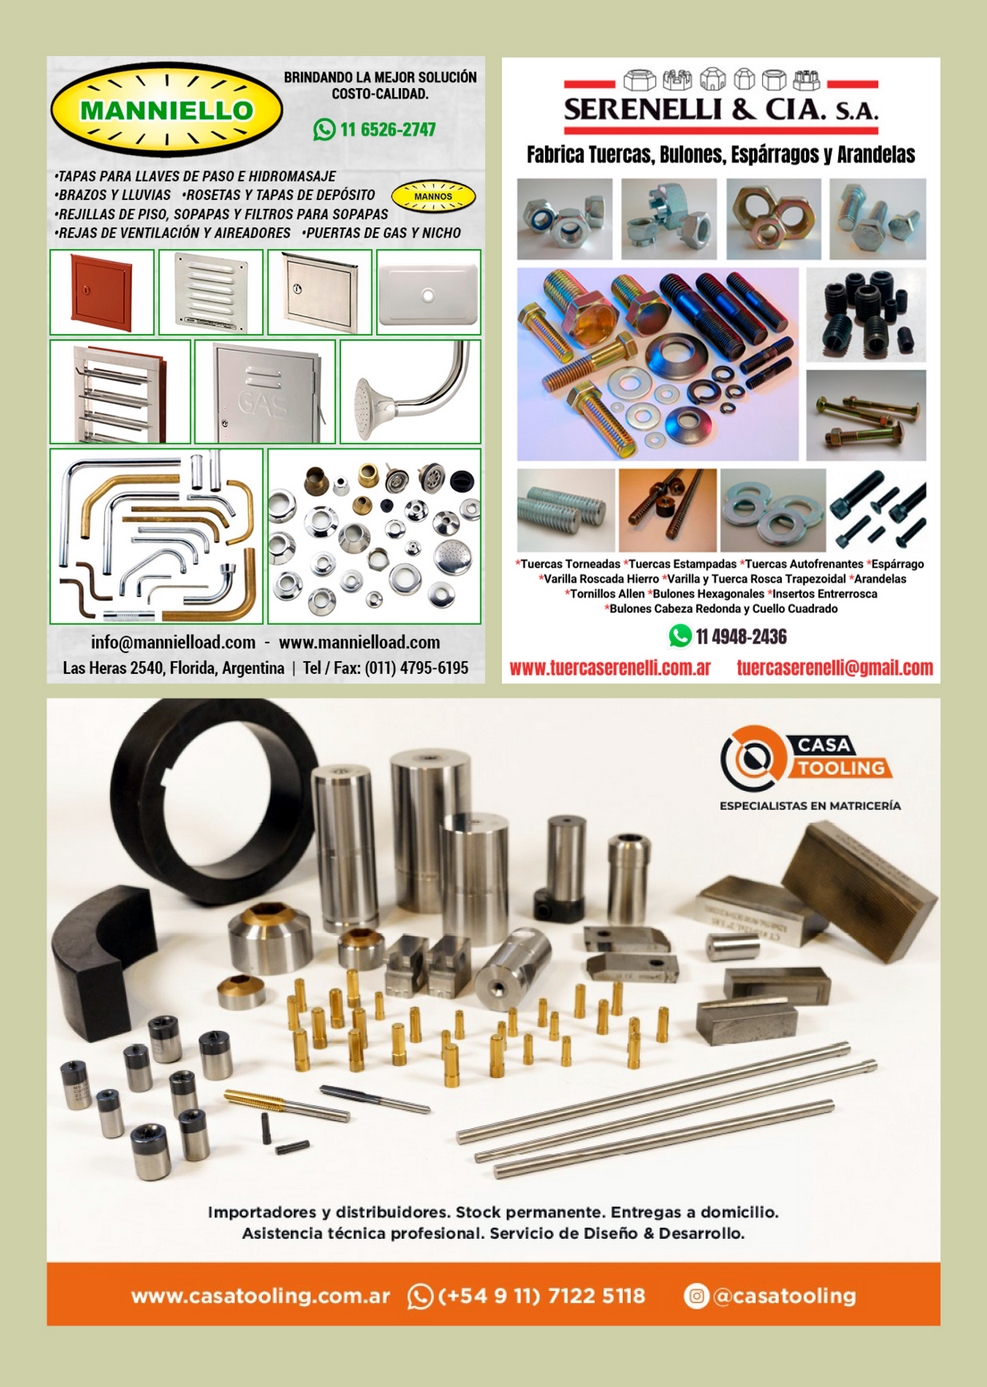 MANNIELLO
BRINDANDO LA MEJOR SOLUCIÓN
COSTO-CALIDAD.
11 6526-2747
•TAPAS PARA LLAVES DE PASO E HIDROMASAJE
•BRAZOS Y LLUVIAS •ROSETAS Y TAPAS DE DEPÓSITO
MANNOS
•REJILLAS DE PISO, SOPAPAS Y FILTROS PARA SOPAPAS
•REJAS DE VENTILACIÓN Y AIREADORES •PUERTAS DE GAS Y NICHO
GAS
info@mannielload.com - www.mannielload.com
Las Heras 2540, Florida, Argentina | Tel / Fax: (011) 4795-6195
SERENELLI & CIA. S.A.
Fabrica Tuercas, Bulones, Espárragos y Arandelas
*Tuercas Torneadas *Tuercas Estampadas *Tuercas Autofrenantes *Espárrago
*Varilla Roscada Hierro *Varilla y Tuerca Rosca Trapezoidal *Arandelas
*Tornillos Allen *Bulones Hexagonales *Insertos Entrerrosca
*Bulones Cabeza Redonda y Cuello Cuadrado
11 4948-2436
www.tuercaserenelli.com.ar tuercaserenelli@gmail.com
CASA
TOOLING
ESPECIALISTAS EN MATRICERÍA
Importadores y distribuidores. Stock permanente. Entregas a domicilio.
Asistencia técnica profesional. Servicio de Diseño & Desarrollo.
www.casatooling.com.ar (+54 9 11) 7122 5118 @casatooling